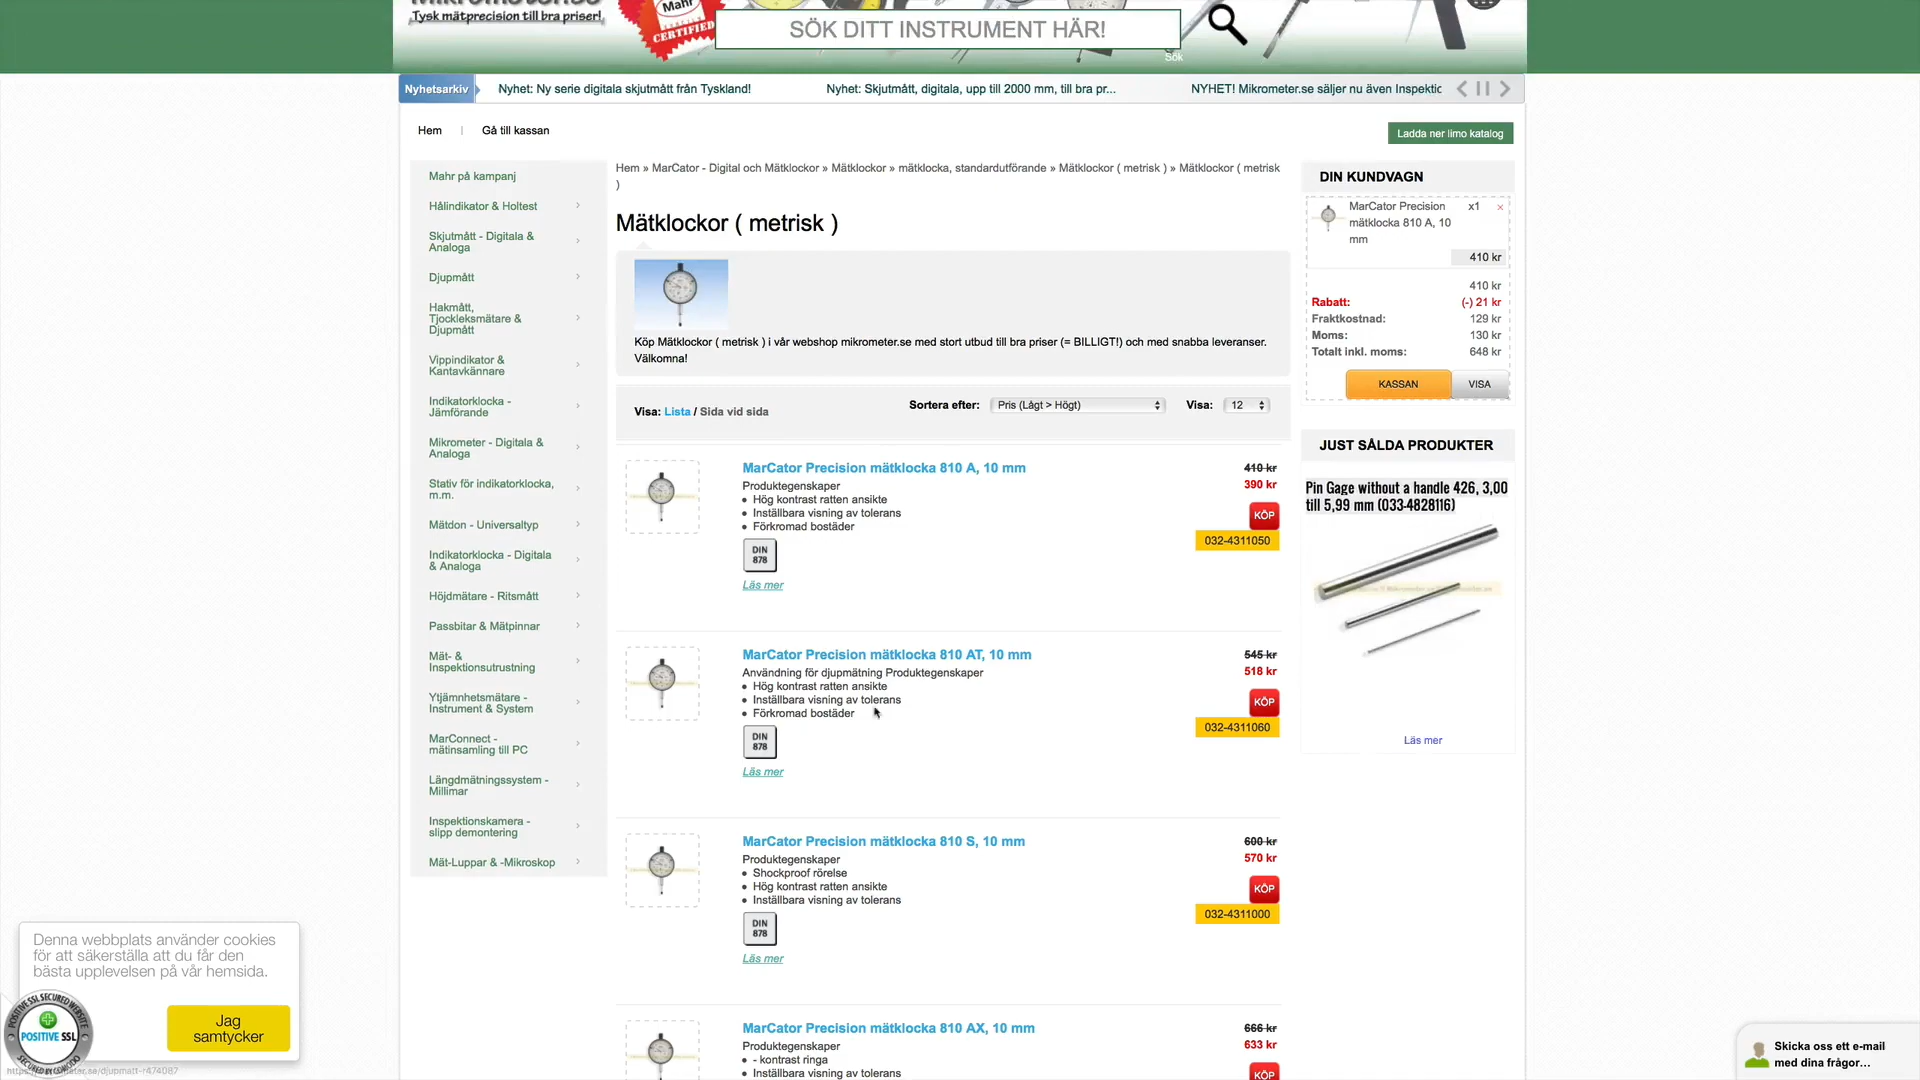 Tysk mätprecision till bra priser!
Mahr
CERTIFIED
SÖK DITT INSTRUMENT HÄR!
Sök
Nyhetsarkiv
Nyhet: Ny serie digitala skjutmått från Tyskland!
Nyhet: Skjutmått, digitala, upp till 2000 mm, till bra pr...
NYHET! Mikrometer.se säljer nu även Inspektic
Hem | Gå till kassan
Ladda ner limo katalog
Mahr på kampanj
Hålindikator & Holtest
Skjutmått - Digitala &
Analoga
Djupmått
Hakmått,
Tjockleksmätare &
Djupmått
Vippindikator &
Kantavkännare
Indikatorklocka -
Jämförande
Mikrometer - Digitala &
Analoga
Stativ för indikatorklocka,
m.m.
Mätdon - Universaltyp
Indikatorklocka - Digitala
& Analoga
Höjdmätare - Ritsmått
Passbitar & Mätpinnar
Mät- &
Inspektionsutrustning
Ytjämnhetsmätare -
Instrument & System
MarConnect -
mätinsamling till PC
Längdmätningssystem -
Millimar
Inspektionskamera -
slipp demontering
Mät-Luppar & -Mikroskop
Hem » MarCator - Digital och Mätklockor » Mätklockor » mätklocka, standardutförande » Mätklockor ( metrisk ) » Mätklockor ( metrisk
)
Mätklockor ( metrisk )
Köp Mätklockor ( metrisk ) i vår webshop mikrometer.se med stort utbud till bra priser (= BILLIGT!) och med snabba leveranser.
Välkomna!
Visa: Lista / Sida vid sida
Sortera efter: Pris (Lågt > Högt)
Visa: 12
MarCator Precision mätklocka 810 A, 10 mm
Produktegenskaper
Hög kontrast ratten ansikte
Inställbara visning av tolerans
Förkromad bostäder
DIN
878
Läs mer
410 kr
390 kr
KÖP
032-4311050
MarCator Precision mätklocka 810 AT, 10 mm
Användning för djupmätning Produktegenskaper
Hög kontrast ratten ansikte
Inställbara visning av tolerans
Förkromad bostäder
DIN
878
Läs mer
545 kr
518 kr
KÖP
032-4311060
MarCator Precision mätklocka 810 S, 10 mm
Produktegenskaper
Shockproof rörelse
Hög kontrast ratten ansikte
Inställbara visning av tolerans
DIN
878
Läs mer
600 kr
570 kr
KÖP
032-4311000
MarCator Precision mätklocka 810 AX, 10 mm
Produktegenskaper
- kontrast ringa
Inställbara visning av tolerans
666 kr
633 kr
KÖP
DIN KUNDVAGN
MarCator Precision x1 ×
mätklocka 810 A, 10
mm
410 kr
410 kr
Rabatt: (-) 21 kr
Fraktkostnad: 129 kr
Moms: 130 kr
Totalt inkl. moms: 648 kr
KASSAN
VISA
JUST SÅLDA PRODUKTER
Pin Gage without a handle 426, 3,00
till 5,99 mm (033-4828116)
Läs mer
Denna webbplats använder cookies
för att säkerställa att du får den
bästa upplevelsen på vår hemsida.
Jag
samtycker
POSITIVE SSL SECURED WEBSITE
POSITIVE SSL
SECURED BY COMODO
Skicka oss ett e-mail
med dina frågor...